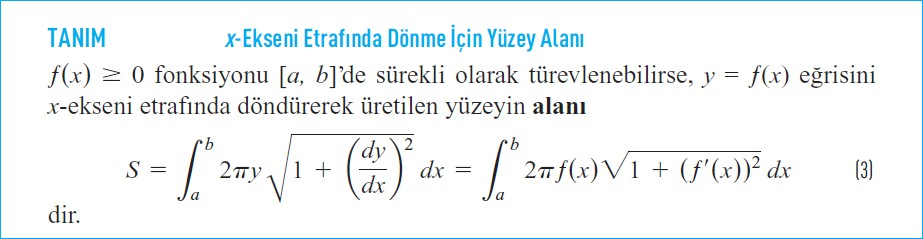 TANIM x-Ekseni Etrafında Dönme İçin Yüzey Alanı
f(x) ≥ 0 fonksiyonu [a, b]’de sürekli olarak türevlenebilirse, y = f(x) eğrisini
x-ekseni etrafında döndürerek üretilen yüzeyin alanı
S = ∫_a^b 2πy √(1 + (dy/dx)²) dx = ∫_a^b 2πf(x)√(1 + (f′(x))²) dx (3)
dir.